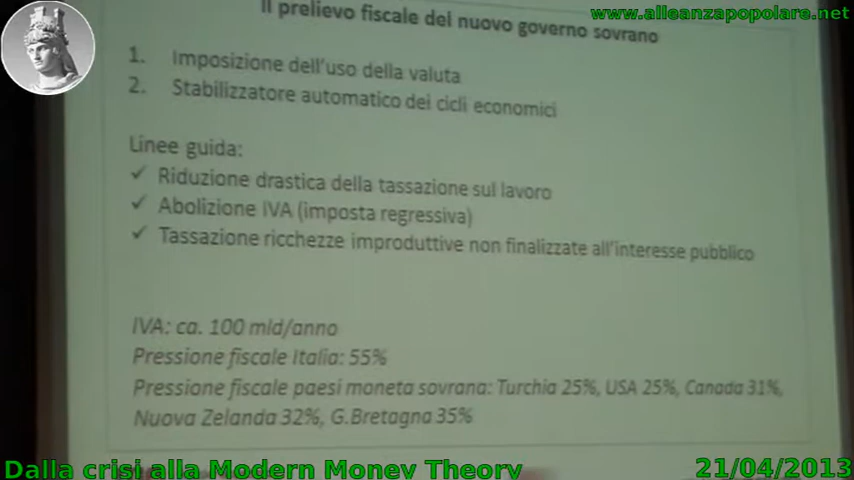 www.alleanzapopolare.net
Il prelievo fiscale del nuovo governo sovrano
1. Imposizione dell'uso della valuta
2. Stabilizzatore automatico dei cicli economici
Linee guida:
✓ Riduzione drastica della tassazione sul lavoro
✓ Abolizione IVA (imposta regressiva)
✓ Tassazione ricchezze improduttive non finalizzate all'interesse pubblico
IVA: ca. 100 mld/anno
Pressione fiscale Italia: 55%
Pressione fiscale paesi moneta sovrana: Turchia 25%, USA 25%, Canada 31%,
Nuova Zelanda 32%, G.Bretagna 35%
Dalla crisi alla Modern Money Theory 21/04/2013